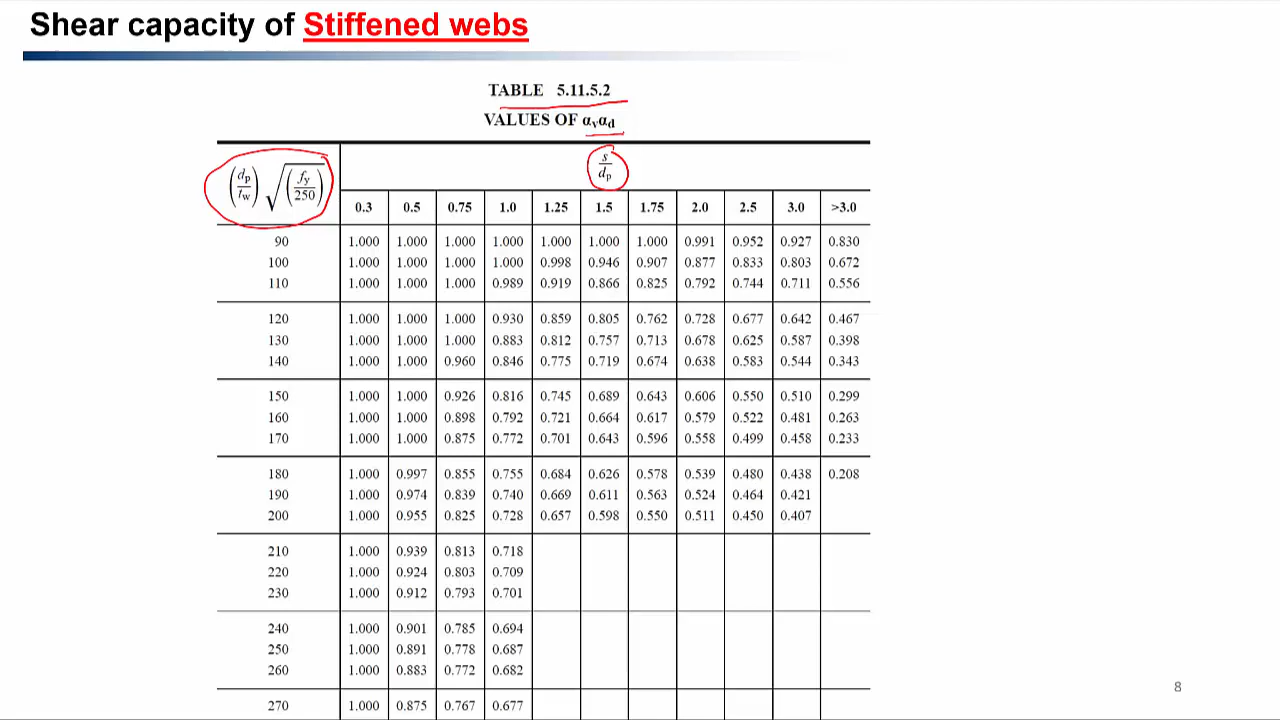 Shear capacity of Stiffened webs
TABLE 5.11.5.2
VALUES OF αvαd
(dp/tw) √(fy/250)
s/dp
0.3 0.5 0.75 1.0 1.25 1.5 1.75 2.0 2.5 3.0 >3.0
90 1.000 1.000 1.000 1.000 1.000 1.000 1.000 0.991 0.952 0.927 0.830
100 1.000 1.000 1.000 1.000 0.998 0.946 0.907 0.877 0.833 0.803 0.672
110 1.000 1.000 1.000 0.989 0.919 0.866 0.825 0.792 0.744 0.711 0.556
120 1.000 1.000 1.000 0.930 0.859 0.805 0.762 0.728 0.677 0.642 0.467
130 1.000 1.000 1.000 0.883 0.812 0.757 0.713 0.678 0.625 0.587 0.398
140 1.000 1.000 0.960 0.846 0.775 0.719 0.674 0.638 0.583 0.544 0.343
150 1.000 1.000 0.926 0.816 0.745 0.689 0.643 0.606 0.550 0.510 0.299
160 1.000 1.000 0.898 0.792 0.721 0.664 0.617 0.579 0.522 0.481 0.263
170 1.000 1.000 0.875 0.772 0.701 0.643 0.596 0.558 0.499 0.458 0.233
180 1.000 0.997 0.855 0.755 0.684 0.626 0.578 0.539 0.480 0.438 0.208
190 1.000 0.974 0.839 0.740 0.669 0.611 0.563 0.524 0.464 0.421
200 1.000 0.955 0.825 0.728 0.657 0.598 0.550 0.511 0.450 0.407
210 1.000 0.939 0.813 0.718
220 1.000 0.924 0.803 0.709
230 1.000 0.912 0.793 0.701
240 1.000 0.901 0.785 0.694
250 1.000 0.891 0.778 0.687
260 1.000 0.883 0.772 0.682
270 1.000 0.875 0.767 0.677
8